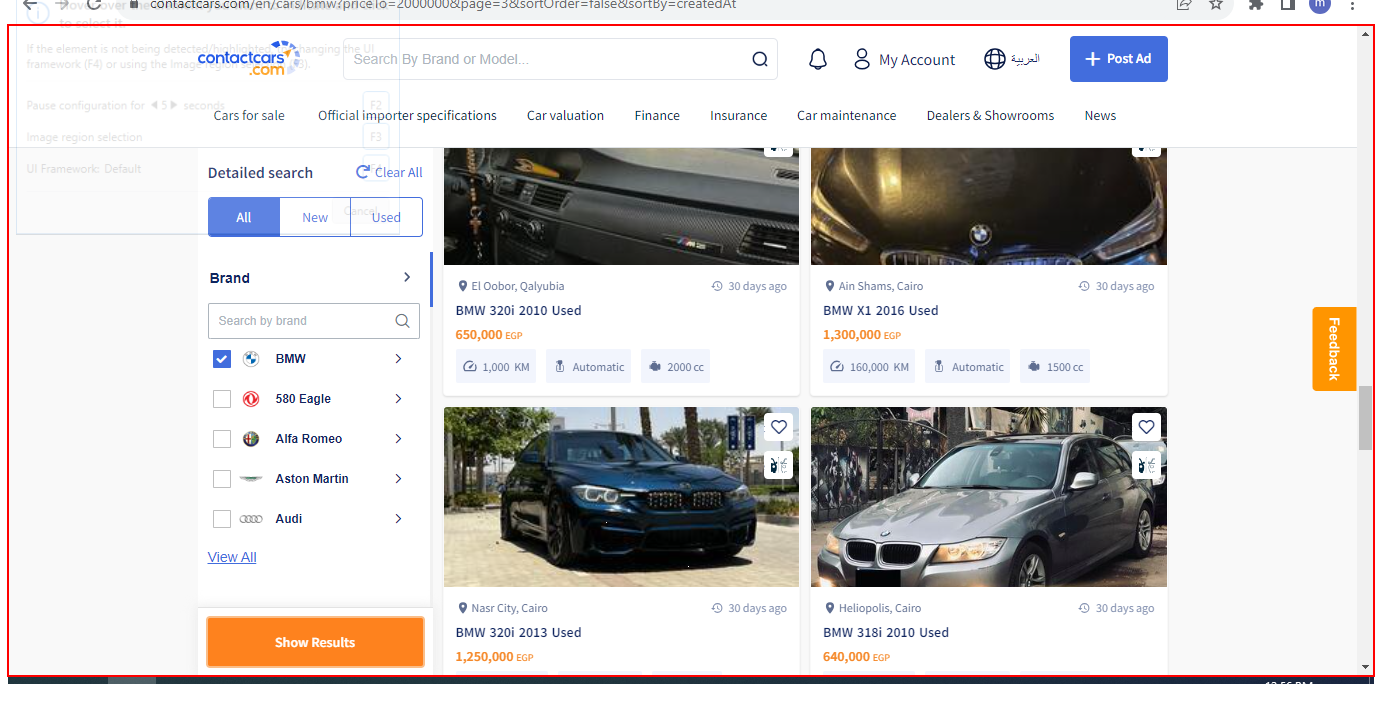 contactcars.com/en/cars/bmw?priceTo=2000000&page=3&sortOrder=false&sortBy=createdAt
m
to select it
If the element is not being detected/highlighted
changing the UI
framework (F4) or using the Image region
Pause configuration for 5 seconds
F2
Image region selection
F3
UI Framework: Default
Cancel
contactcars
.com
Search By Brand or Model...
My Account
العربية
+ Post Ad
Cars for sale
Official importer specifications
Car valuation
Finance
Insurance
Car maintenance
Dealers & Showrooms
News
Detailed search
Clear All
All
New
Used
Brand
Search by brand
BMW
580 Eagle
Alfa Romeo
Aston Martin
Audi
View All
Show Results
El Oobor, Qalyubia
30 days ago
BMW 320i 2010 Used
650,000 EGP
1,000 KM
Automatic
2000 cc
Ain Shams, Cairo
30 days ago
BMW X1 2016 Used
1,300,000 EGP
160,000 KM
Automatic
1500 cc
Nasr City, Cairo
30 days ago
BMW 320i 2013 Used
1,250,000 EGP
Heliopolis, Cairo
30 days ago
BMW 318i 2010 Used
640,000 EGP
Feedback